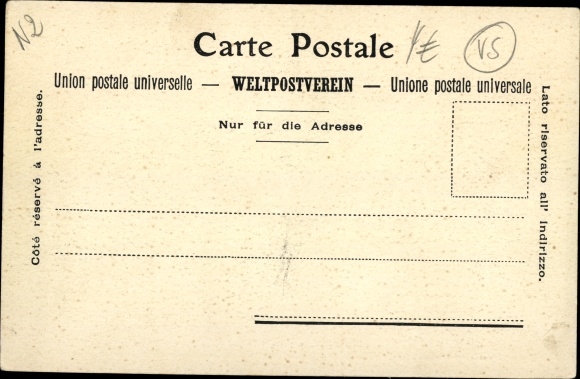 N2
Carte Postale
VS
Union postale universelle — WELTPOSTVEREIN — Unione postale universale
Nur für die Adresse
Côté réservé à l'adresse.
Lato riservato all' indirizzo.